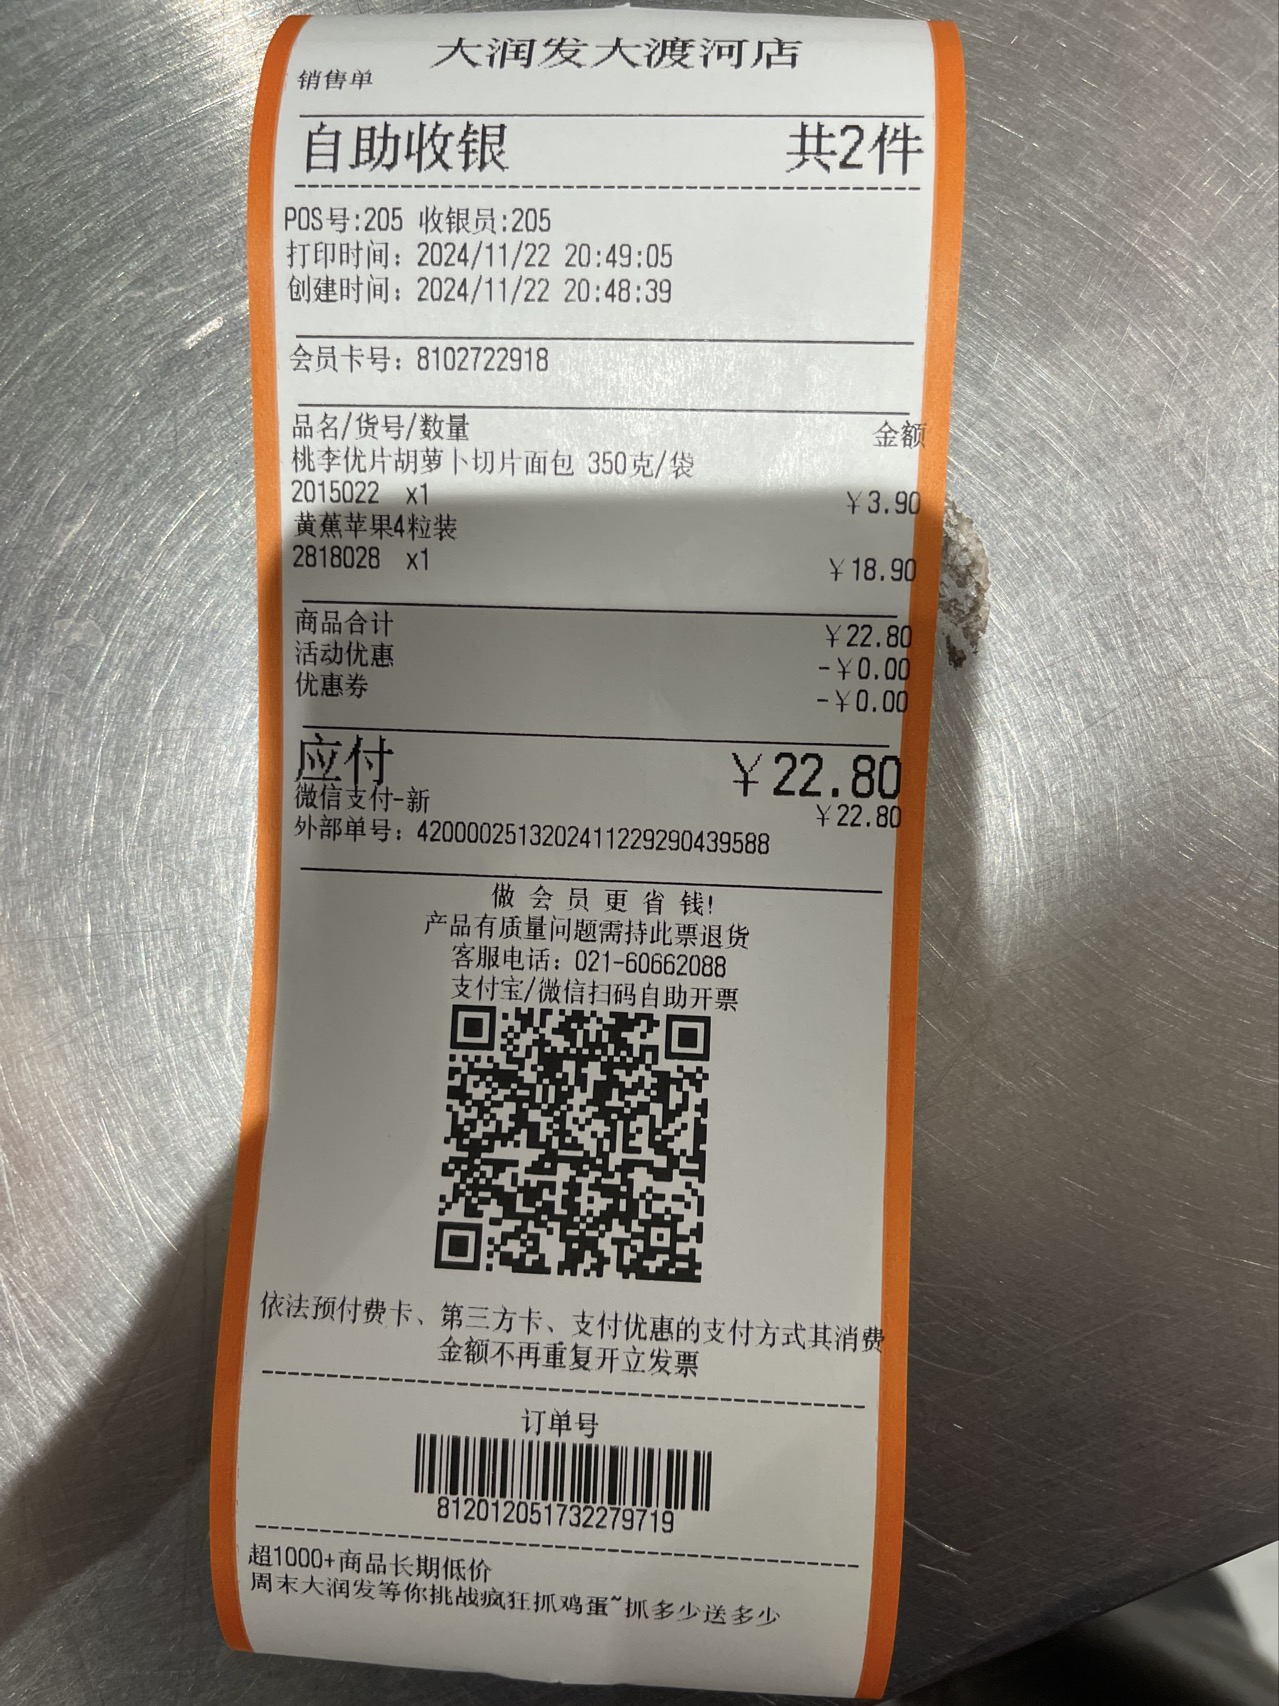 大润发大渡河店
销售单
自助收银 共2件
POS号:205 收银员:205
打印时间：2024/11/22 20:49:05
创建时间：2024/11/22 20:48:39
会员卡号：8102722918
品名/货号/数量 金额
桃李优片胡萝卜切片面包 350克/袋
2015022 x1 ￥3.90
黄蕉苹果4粒装
2818028 x1 ￥18.90
商品合计 ￥22.80
活动优惠 -￥0.00
优惠券 -￥0.00
应付 ￥22.80
微信支付-新 ￥22.80
外部单号：4200002513202411229290439588
做会员更省钱!
产品有质量问题需持此票退货
客服电话：021-60662088
支付宝/微信扫码自助开票
依法预付费卡、第三方卡、支付优惠的支付方式其消费
金额不再重复开立发票
订单号
812012051732279719
超1000+商品长期低价
周末大润发等你挑战疯狂抓鸡蛋~抓多少送多少